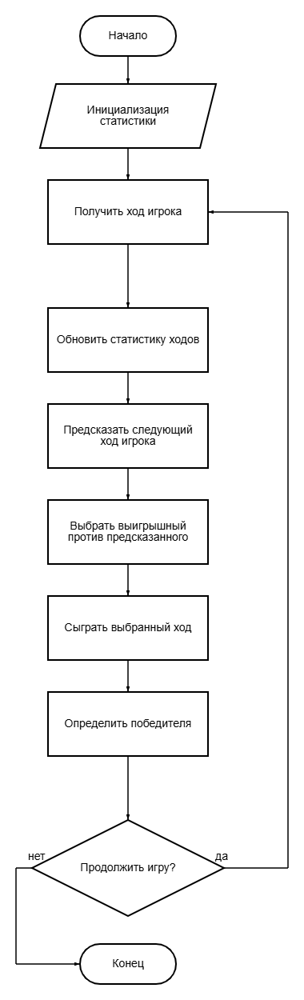 Начало
Инициализация
статистики
Получить ход игрока
Обновить статистику ходов
Предсказать следующий
ход игрока
Выбрать выигрышный
против предсказанного
Сыграть выбранный ход
Определить победителя
нет
да
Продолжить игру?
Конец